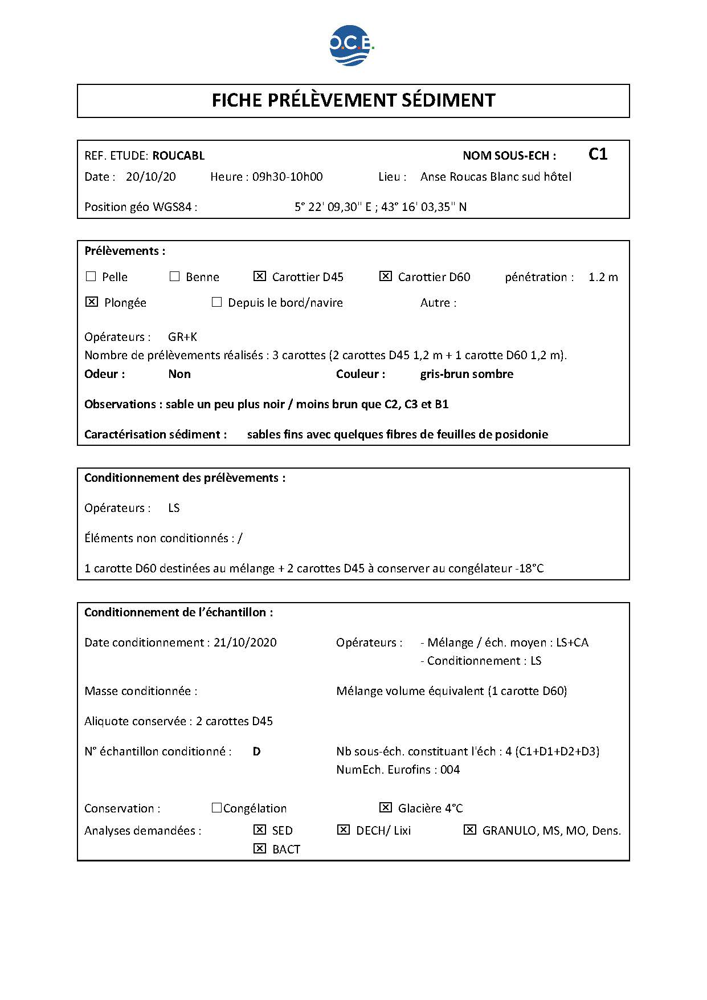 O.C.E.
FICHE PRÉLÈVEMENT SÉDIMENT
REF. ETUDE: ROUCABL NOM SOUS-ECH : C1
Date : 20/10/20 Heure : 09h30-10h00 Lieu : Anse Roucas Blanc sud hôtel
Position géo WGS84 : 5° 22' 09,30" E ; 43° 16' 03,35" N
Prélèvements :
☐ Pelle ☐ Benne ☒ Carottier D45 ☒ Carottier D60 pénétration : 1.2 m
☒ Plongée ☐ Depuis le bord/navire Autre :
Opérateurs : GR+K
Nombre de prélèvements réalisés : 3 carottes (2 carottes D45 1,2 m + 1 carotte D60 1,2 m).
Odeur : Non Couleur : gris-brun sombre
Observations : sable un peu plus noir / moins brun que C2, C3 et B1
Caractérisation sédiment : sables fins avec quelques fibres de feuilles de posidonie
Conditionnement des prélèvements :
Opérateurs : LS
Éléments non conditionnés : /
1 carotte D60 destinées au mélange + 2 carottes D45 à conserver au congélateur -18°C
Conditionnement de l’échantillon :
Date conditionnement : 21/10/2020 Opérateurs : - Mélange / éch. moyen : LS+CA
- Conditionnement : LS
Masse conditionnée : Mélange volume équivalent (1 carotte D60)
Aliquote conservée : 2 carottes D45
N° échantillon conditionné : D Nb sous-éch. constituant l'éch : 4 (C1+D1+D2+D3)
NumEch. Eurofins : 004
Conservation : ☐Congélation ☒ Glacière 4°C
Analyses demandées : ☒ SED ☒ DECH/ Lixi ☒ GRANULO, MS, MO, Dens.
☒ BACT